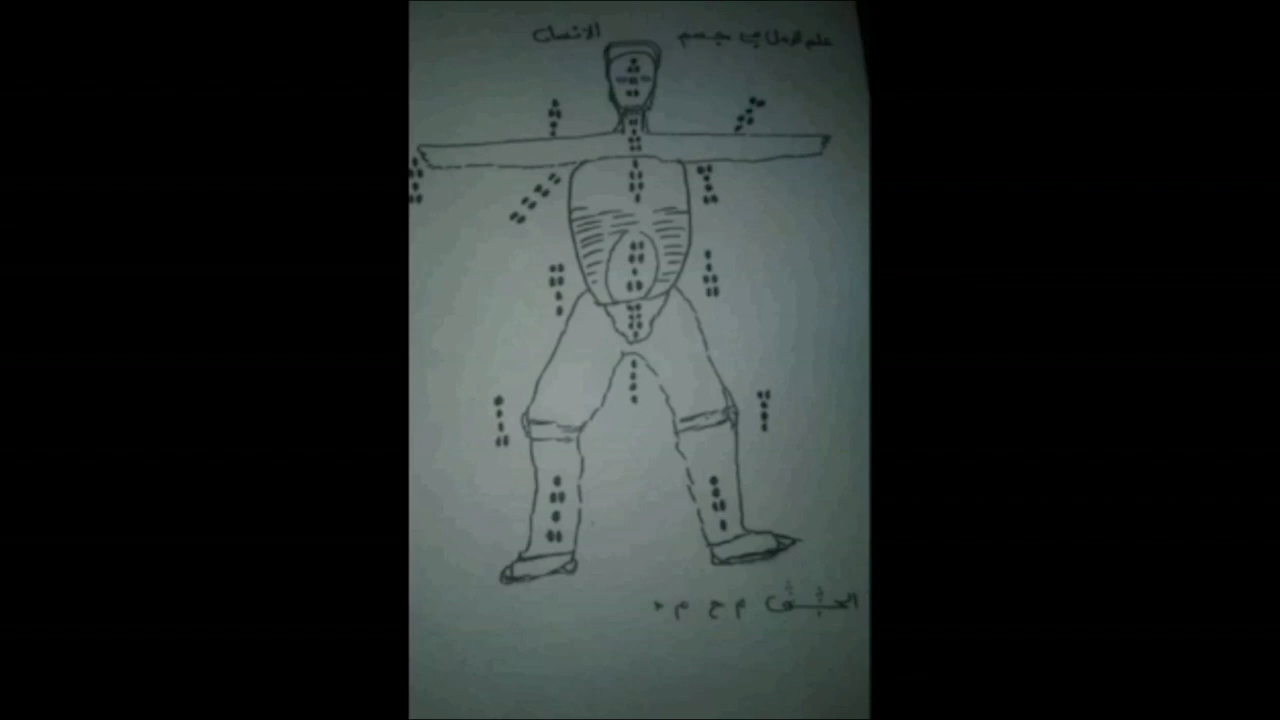 علم الرمل في جسم الانسان
م ح م د